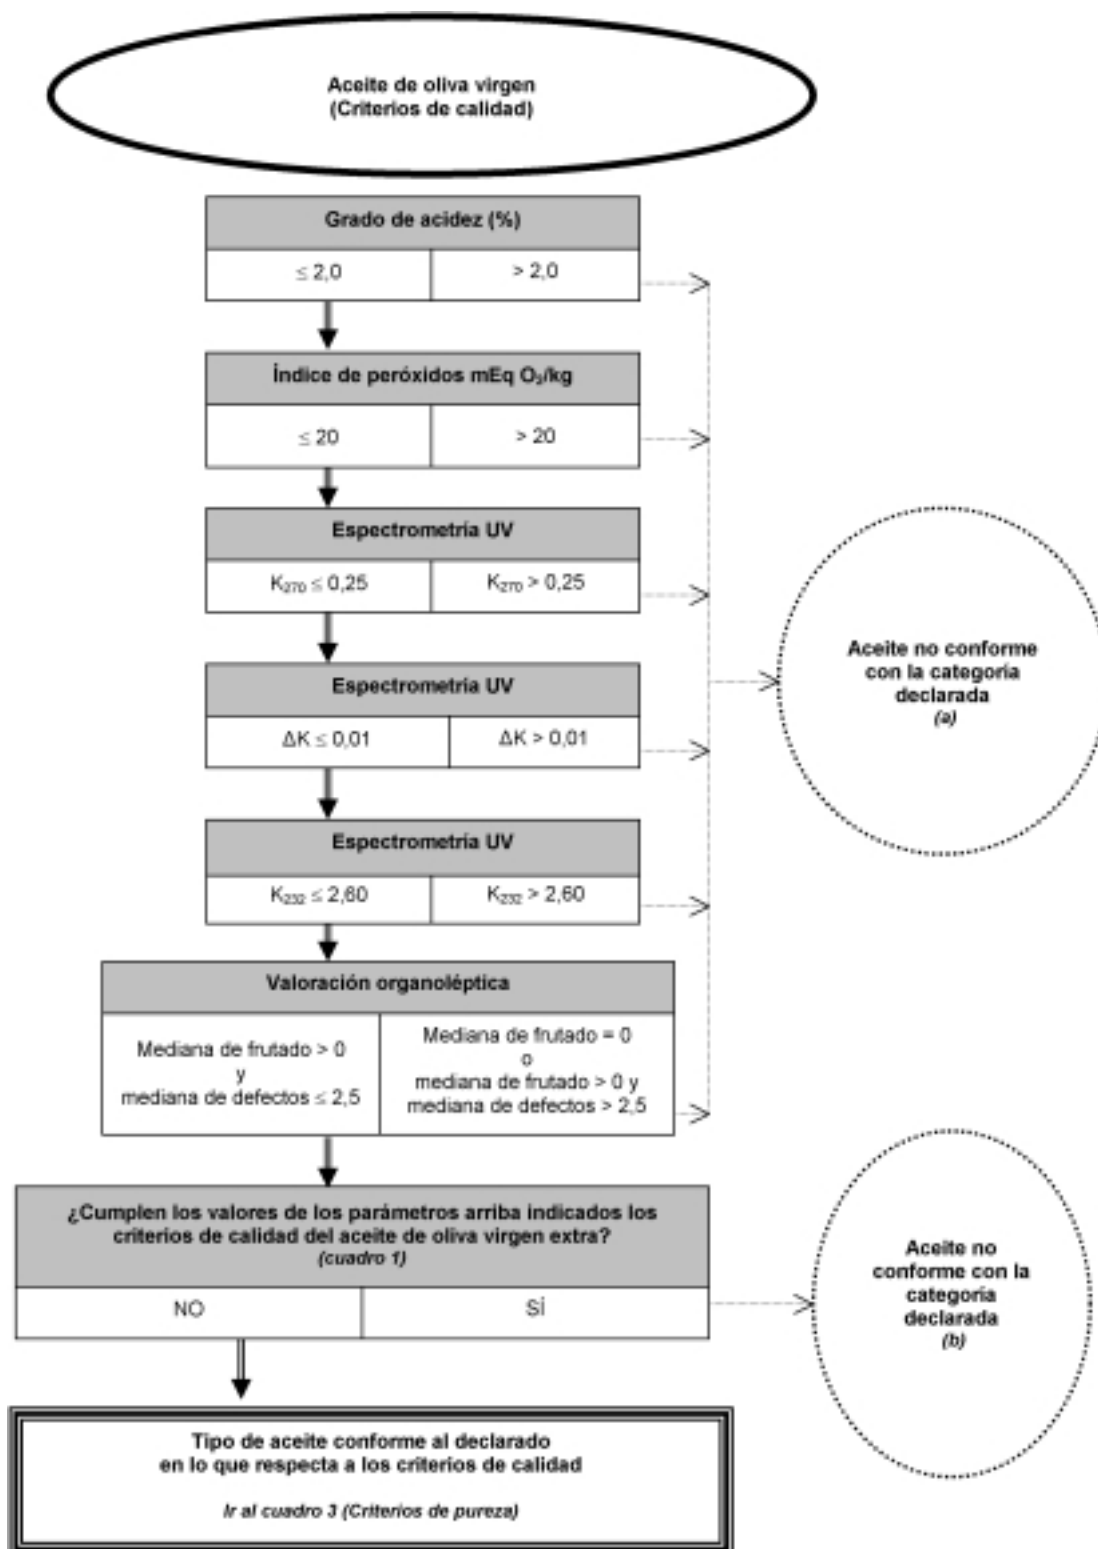 Aceite de oliva virgen
(Criterios de calidad)
Grado de acidez (%)
≤ 2,0
> 2,0
Índice de peróxidos mEq O₂/kg
≤ 20
> 20
Espectrometría UV
K₂₇₀ ≤ 0,25
K₂₇₀ > 0,25
Espectrometría UV
ΔK ≤ 0,01
ΔK > 0,01
Espectrometría UV
K₂₃₂ ≤ 2,60
K₂₃₂ > 2,60
Aceite no conforme
con la categoría
declarada
(a)
Valoración organoléptica
Mediana de frutado > 0
y
mediana de defectos ≤ 2,5
Mediana de frutado = 0
o
mediana de frutado > 0 y
mediana de defectos > 2,5
¿Cumplen los valores de los parámetros arriba indicados los
criterios de calidad del aceite de oliva virgen extra?
(cuadro 1)
NO
SÍ
Aceite no
conforme con la
categoría
declarada
(b)
Tipo de aceite conforme al declarado
en lo que respecta a los criterios de calidad
Ir al cuadro 3 (Criterios de pureza)